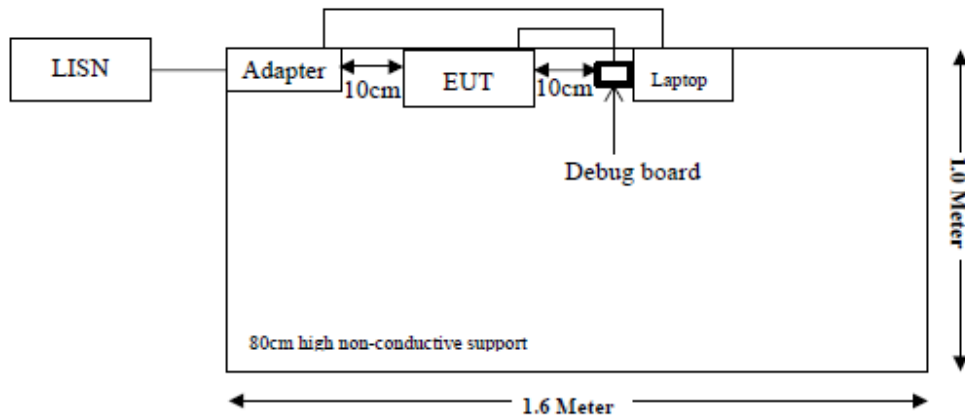 LISN
Adapter
10cm
EUT
10cm
Laptop
Debug board
1.0 Meter
80cm high non-conductive support
1.6 Meter